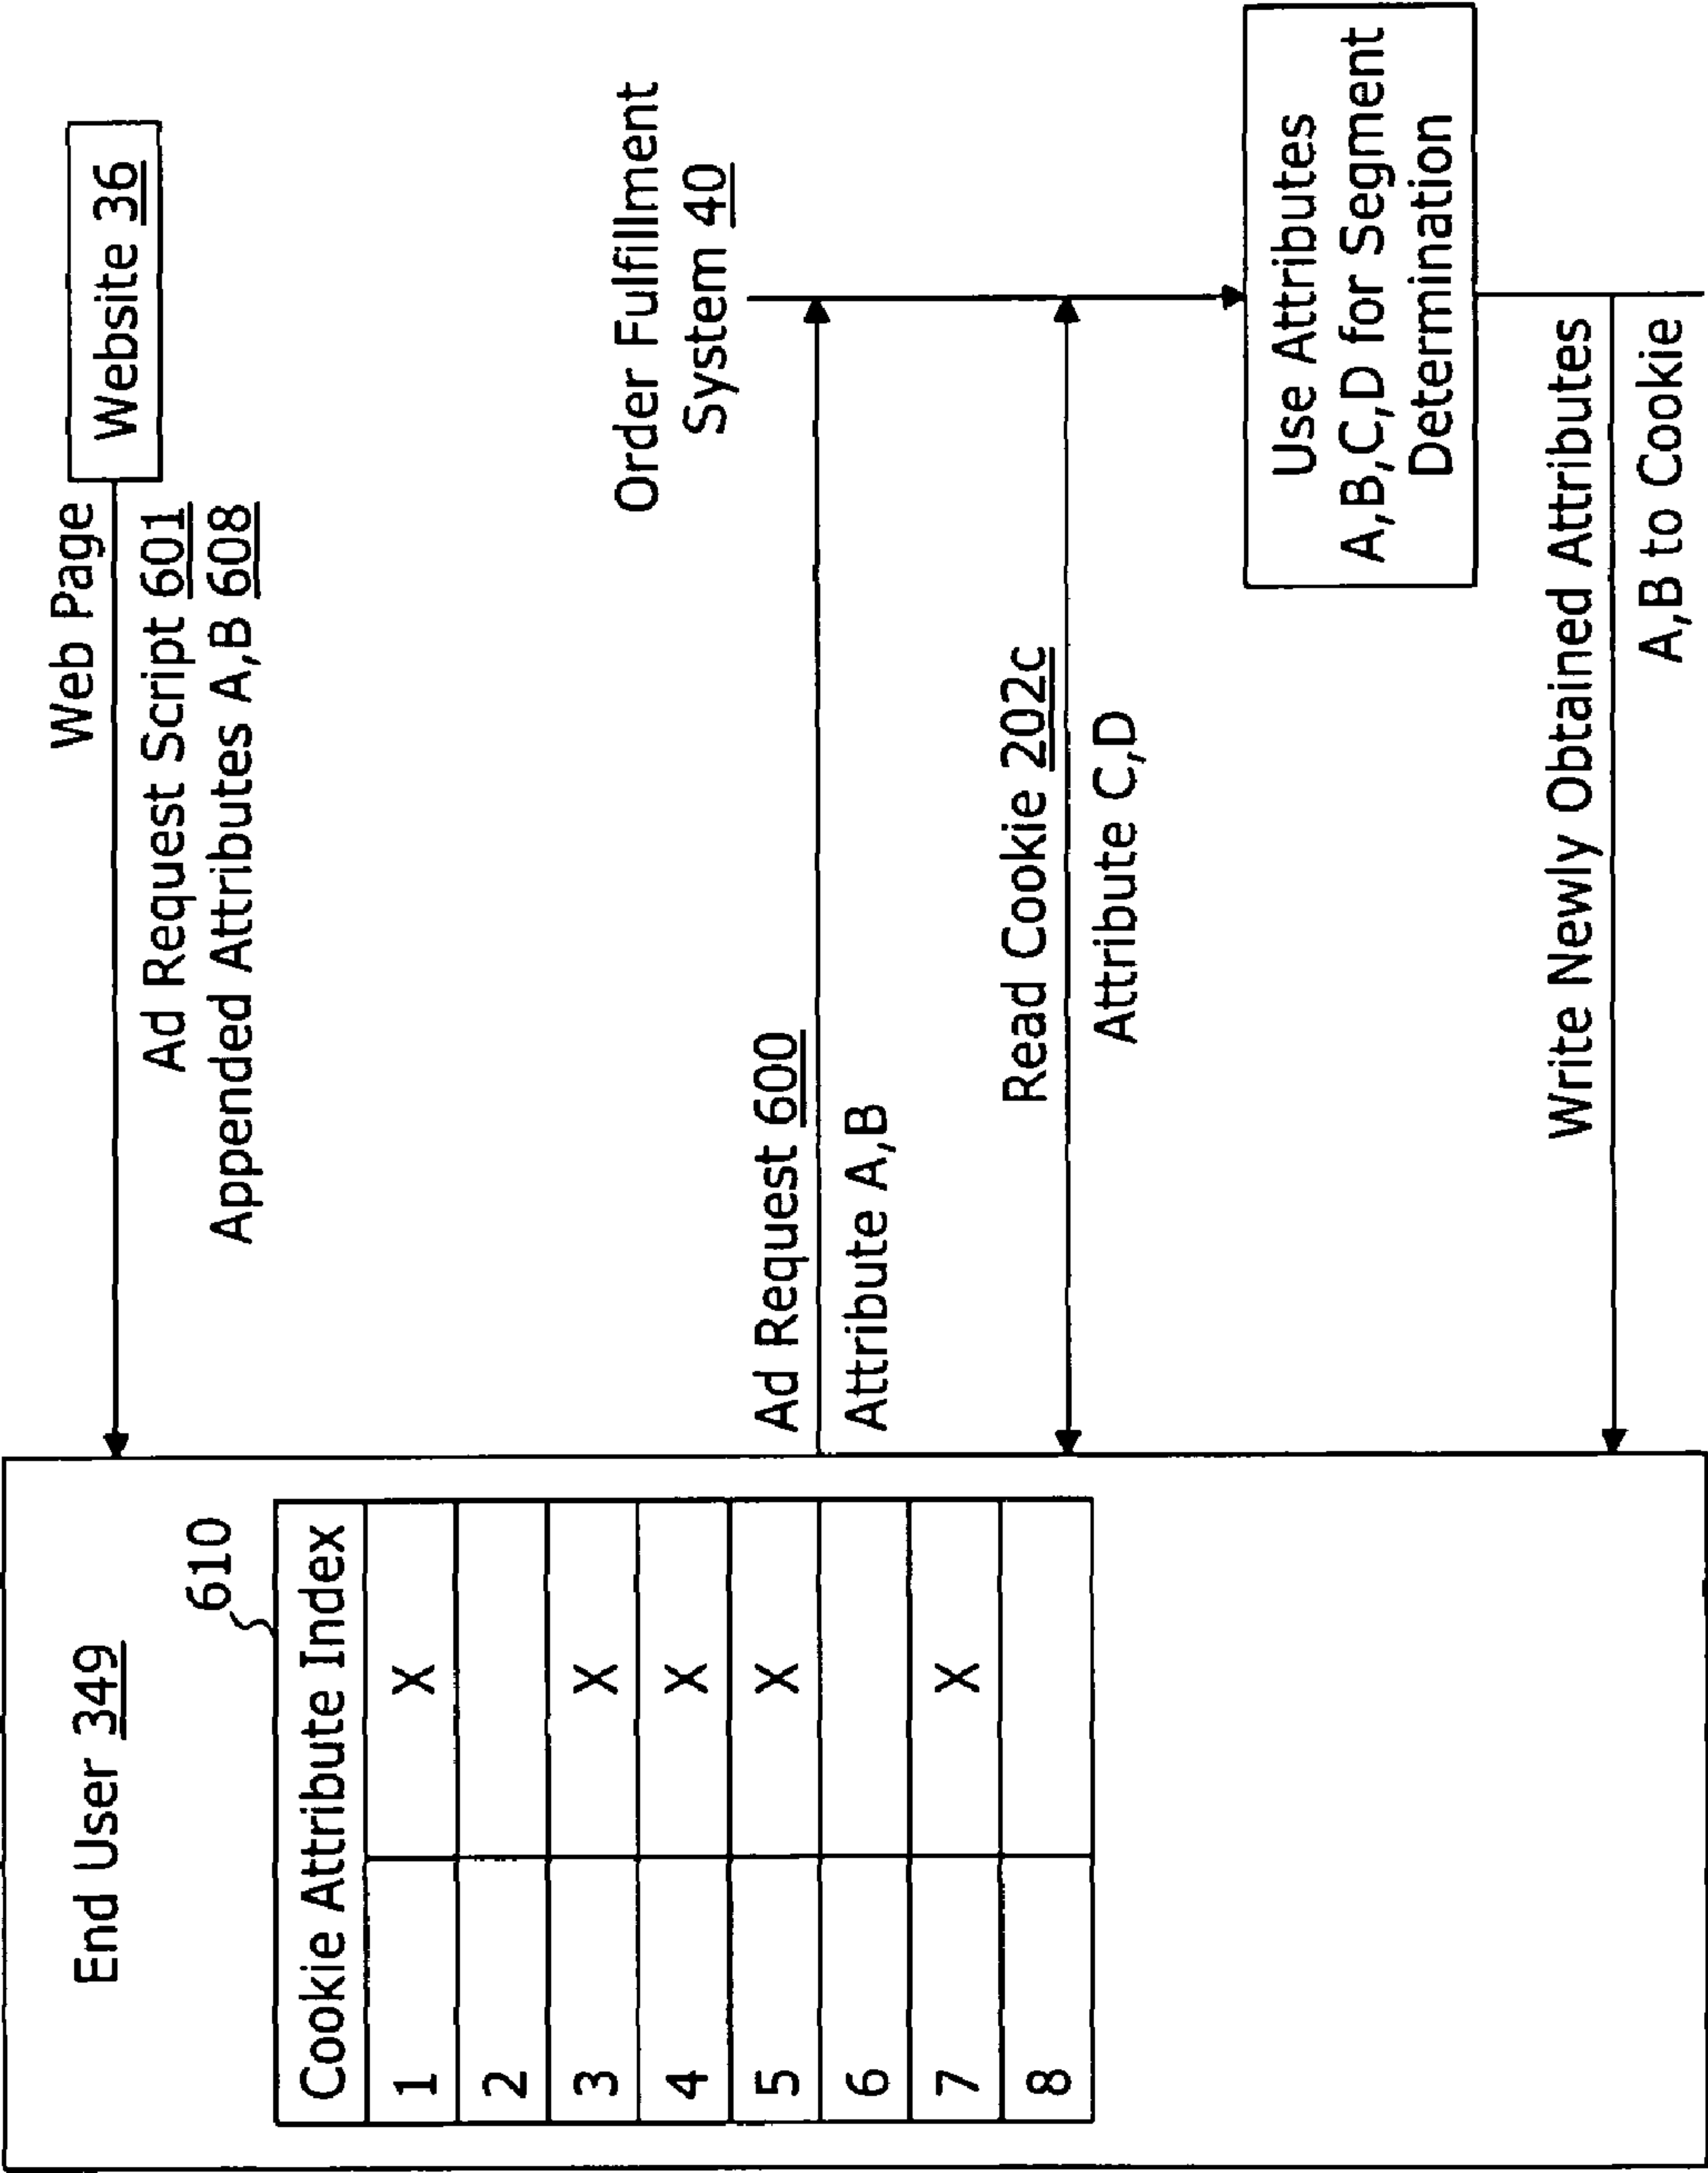 End User 349
610
Cookie Attribute Index
1 X
2
3 X
4 X
5 X
6
7 X
8
Web Page
Website 36
Ad Request Script 601
Appended Attributes A,B 608
Order Fulfillment
System 40
Ad Request 600
Attribute A,B
Read Cookie 202c
Attribute C,D
Use Attributes
A,B,C,D for Segment
Determination
Write Newly Obtained Attributes
A,B to Cookie